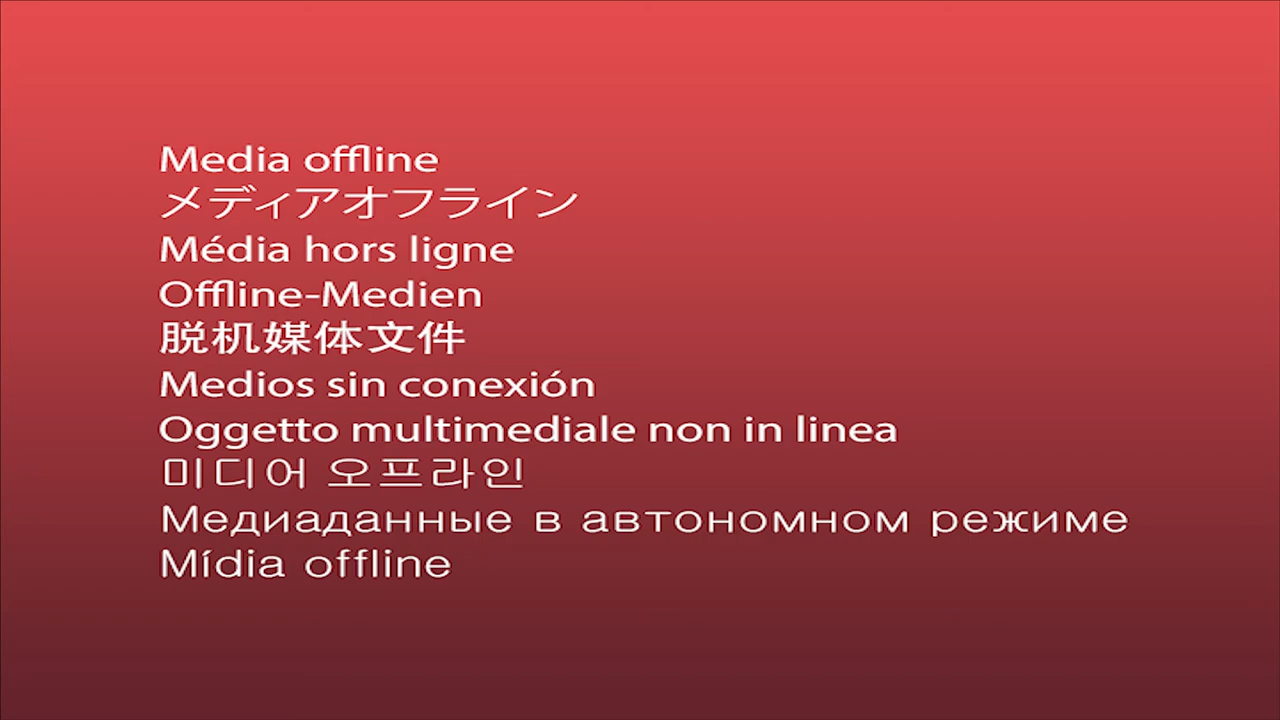 Media offline
メディアオフライン
Média hors ligne
Offline-Medien
脱机媒体文件
Medios sin conexión
Oggetto multimediale non in linea
미디어 오프라인
Медиаданные в автономном режиме
Mídia offline